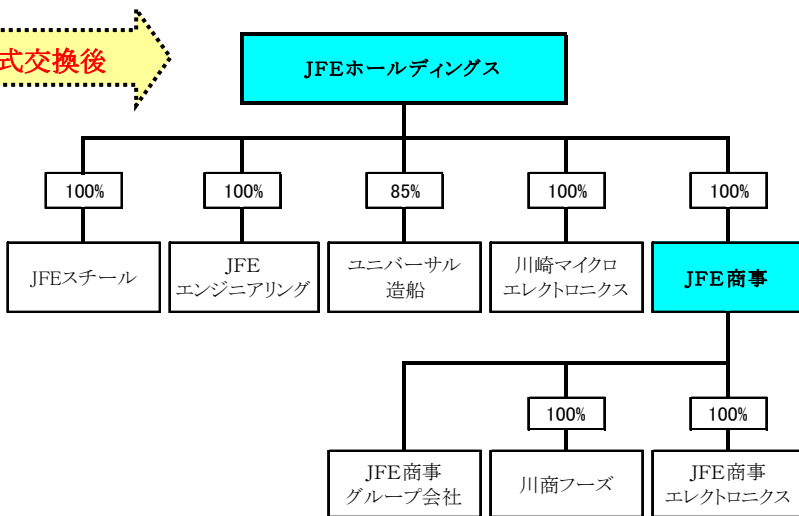 式交換後
JFEホールディングス
100%
100%
85%
100%
100%
JFEスチール
JFE
エンジニアリング
ユニバーサル
造船
川崎マイクロ
エレクトロニクス
JFE商事
100%
100%
JFE商事
グループ会社
川商フーズ
JFE商事
エレクトロニクス